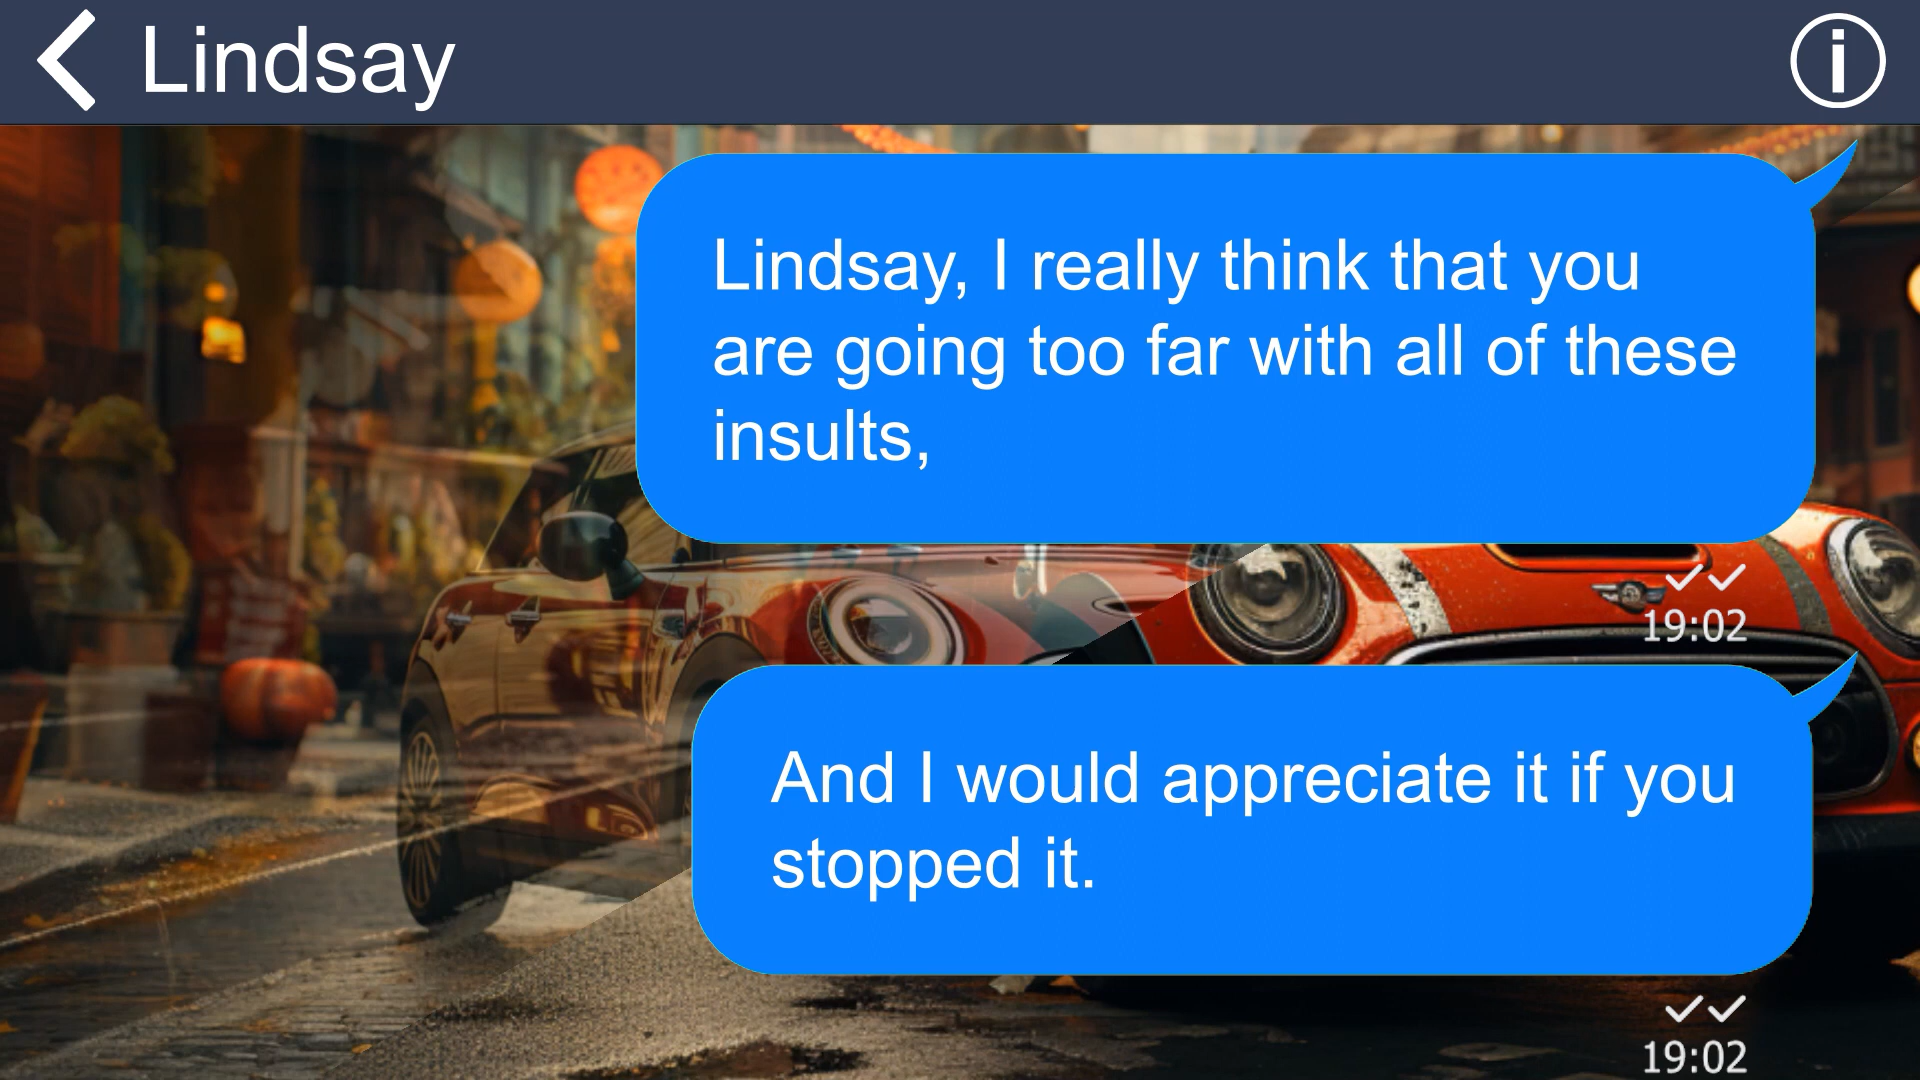 Lindsay
Lindsay, I really think that you
are going too far with all of these
insults,
19:02
And I would appreciate it if you
stopped it.
19:02